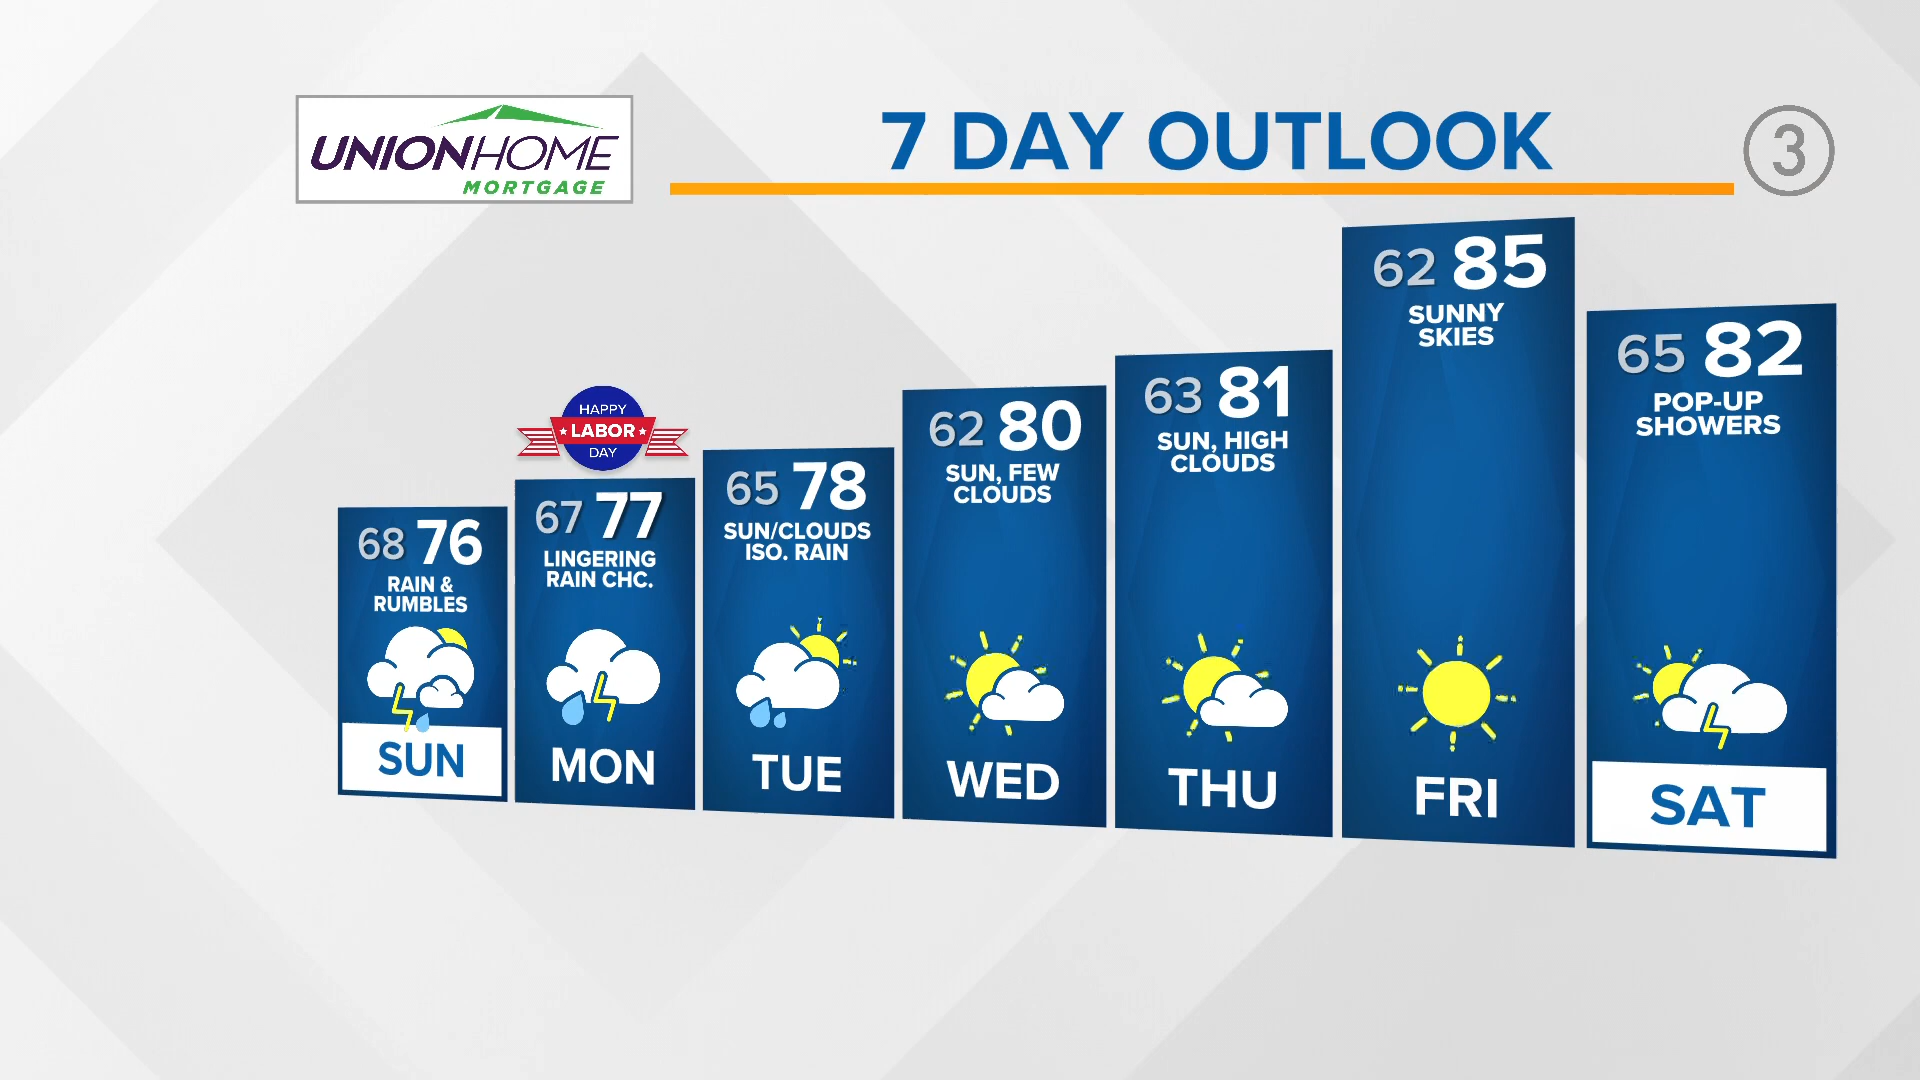 UNIONHOME
MORTGAGE
7 DAY OUTLOOK
3
68 76
RAIN &
RUMBLES
SUN
HAPPY
LABOR
DAY
67 77
LINGERING
RAIN CHC.
MON
65 78
SUN/CLOUDS
ISO. RAIN
TUE
62 80
SUN, FEW
CLOUDS
WED
63 81
SUN, HIGH
CLOUDS
THU
62 85
SUNNY
SKIES
FRI
65 82
POP-UP
SHOWERS
SAT